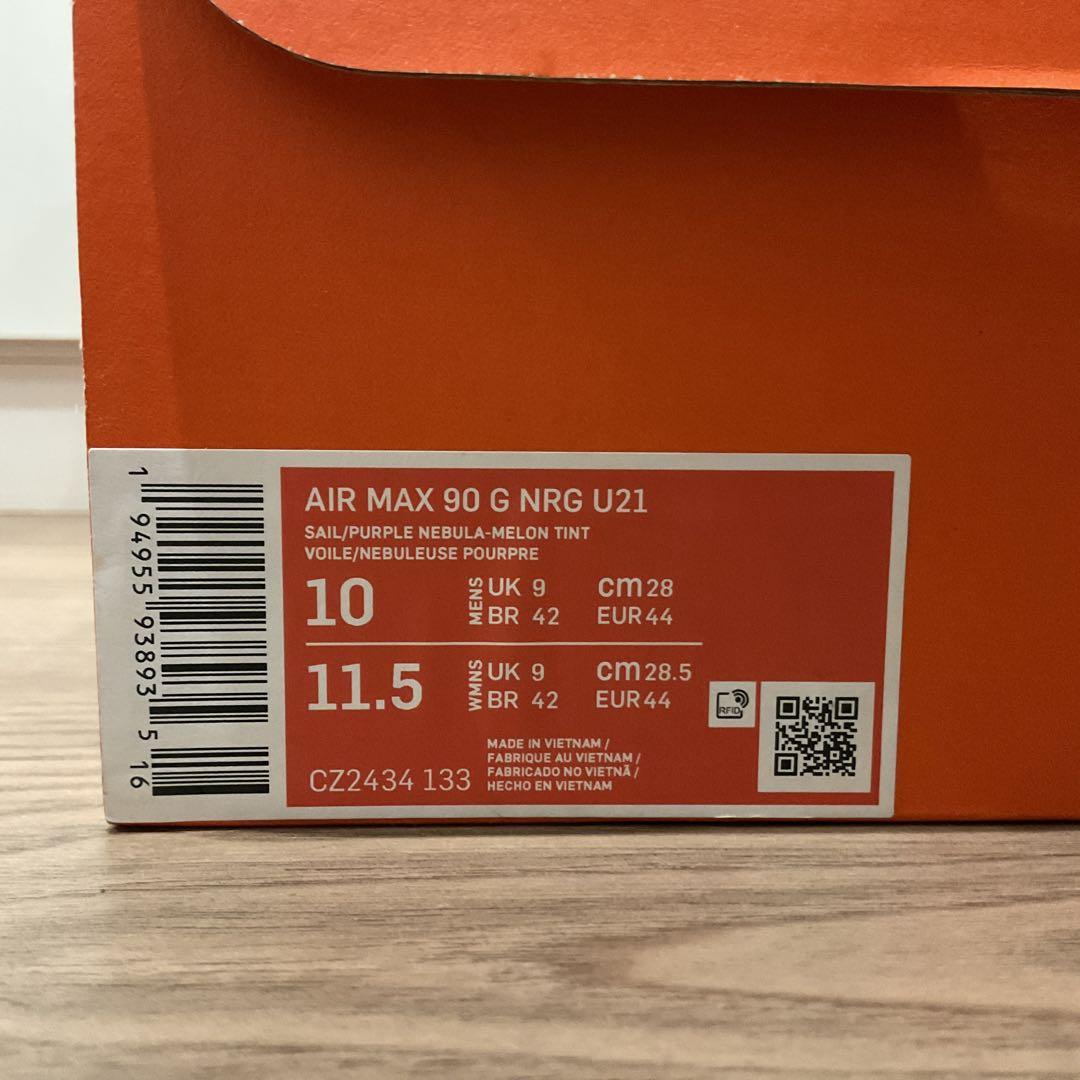 1 94955 93893 5 16
AIR MAX 90 G NRG U21
SAIL/PURPLE NEBULA-MELON TINT
VOILE/NEBULEUSE POURPRE
10 MENS UK 9 cm 28
BR 42 EUR 44
11.5 WMNS UK 9 cm 28.5
BR 42 EUR 44
RFID
CZ2434 133
MADE IN VIETNAM /
FABRIQUE AU VIETNAM /
FABRICADO NO VIETNÃ /
HECHO EN VIETNAM